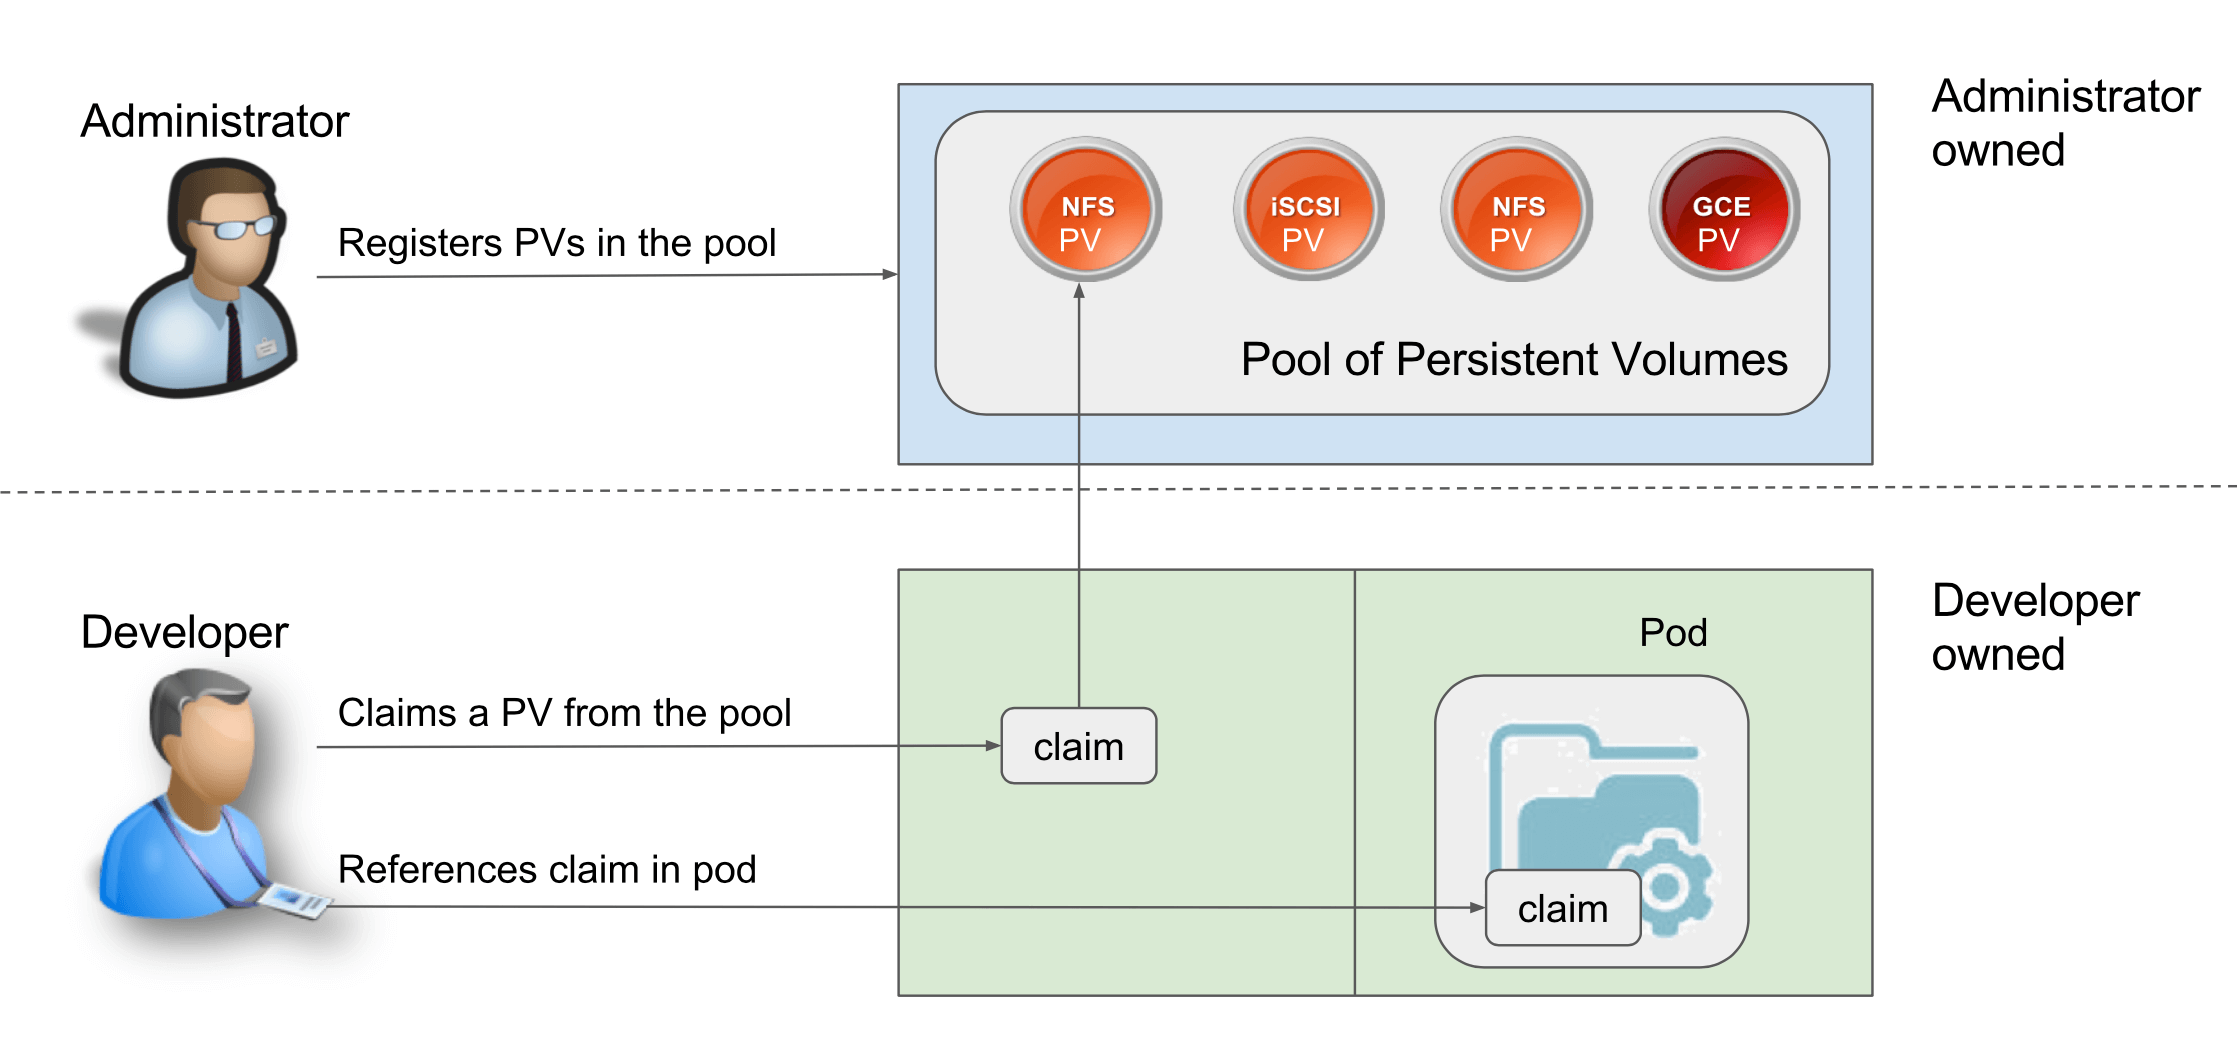 Administrator
Registers PVs in the pool
NFS
PV
iSCSI
PV
NFS
PV
GCE
PV
Pool of Persistent Volumes
Administrator
owned
Developer
Claims a PV from the pool
claim
References claim in pod
Pod
claim
Developer
owned